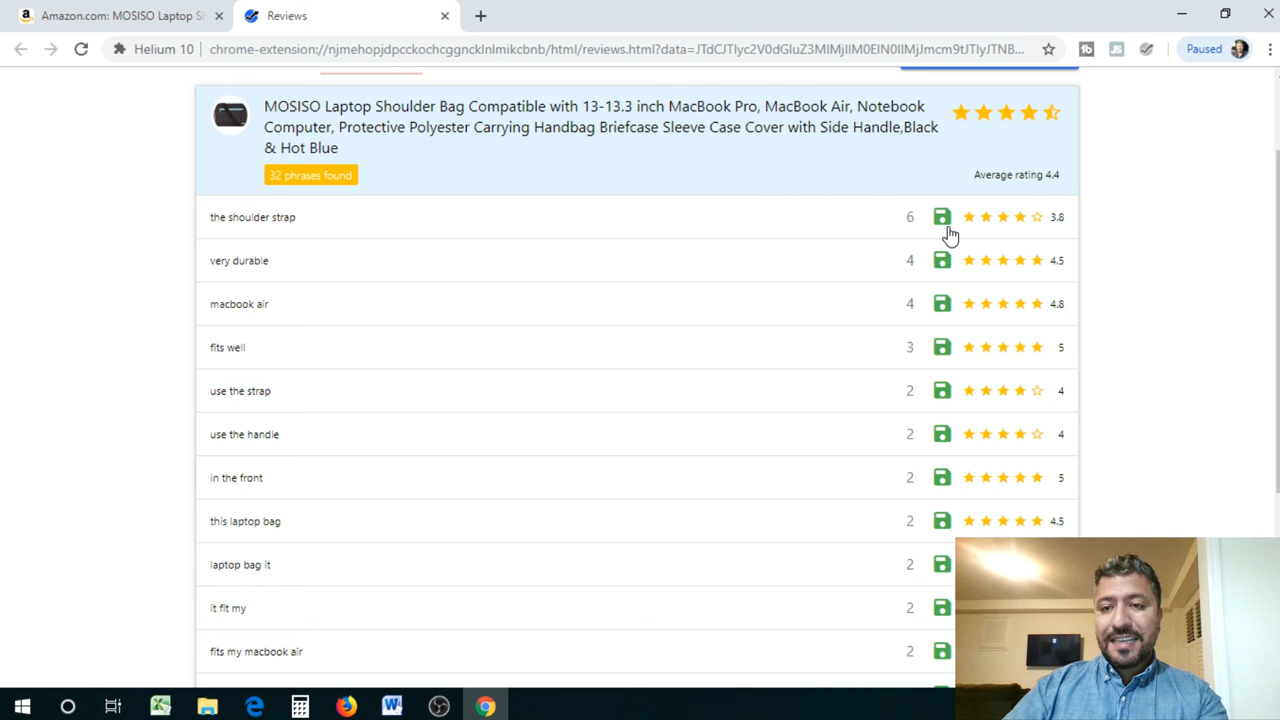 Amazon.com: MOSISO Laptop Sh
Reviews
Helium 10
chrome-extension://njmehopjdpcckochcggncklnlmikcbnb/html/reviews.html?data=JTdCJTIyc2V0dGluZ3MlMjIlM0ElN0IlMjJmcm9tJTIyJTNB...
Paused
MOSISO Laptop Shoulder Bag Compatible with 13-13.3 inch MacBook Pro, MacBook Air, Notebook
Computer, Protective Polyester Carrying Handbag Briefcase Sleeve Case Cover with Side Handle,Black
& Hot Blue
32 phrases found
Average rating 4.4
the shoulder strap 6 3.8
very durable 4 4.5
macbook air 4 4.8
fits well 3 5
use the strap 2 4
use the handle 2 4
in the front 2 5
this laptop bag 2 4.5
laptop bag it 2
it fit my 2
fits my macbook air 2